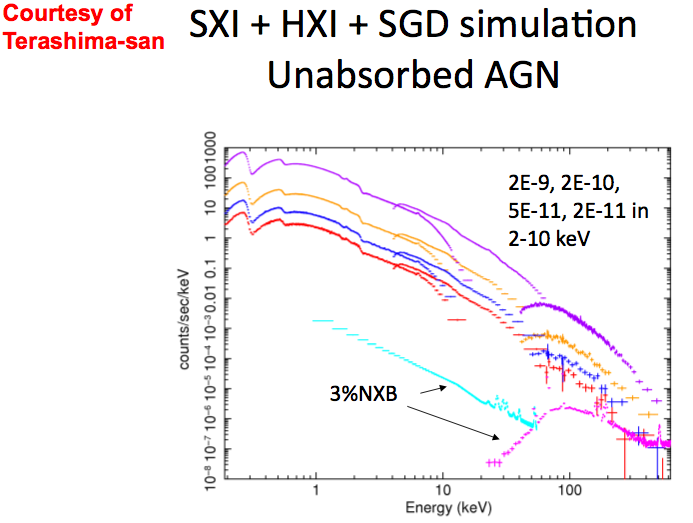 Courtesy of
Terashima-san
SXI + HXI + SGD simulation
Unabsorbed AGN
2E-9, 2E-10,
5E-11, 2E-11 in
2-10 keV
3%NXB
counts/sec/keV
10⁻⁸ 10⁻⁷ 10⁻⁶ 10⁻⁵ 10⁻⁴ 10⁻³ 0.01 0.1 1 10 100 1000
1 10 100
Energy (keV)